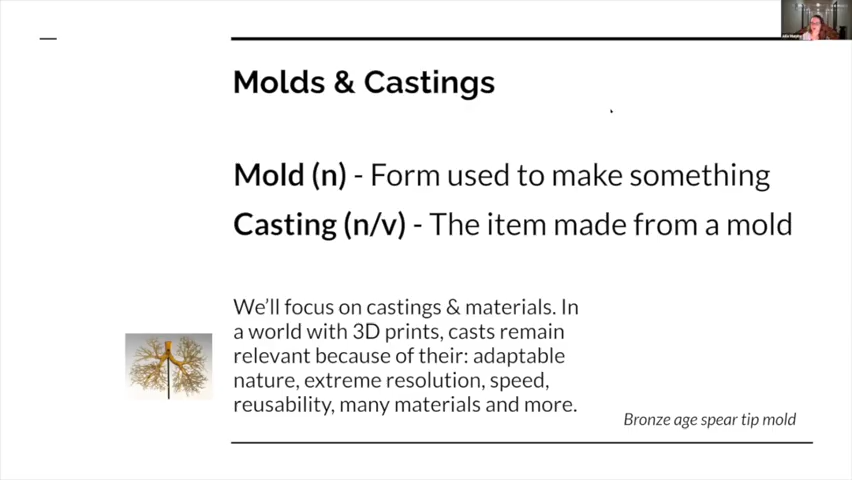 Molds & Castings
Mold (n) - Form used to make something
Casting (n/v) - The item made from a mold
We'll focus on castings & materials. In
a world with 3D prints, casts remain
relevant because of their: adaptable
nature, extreme resolution, speed,
reusability, many materials and more.
Bronze age spear tip mold